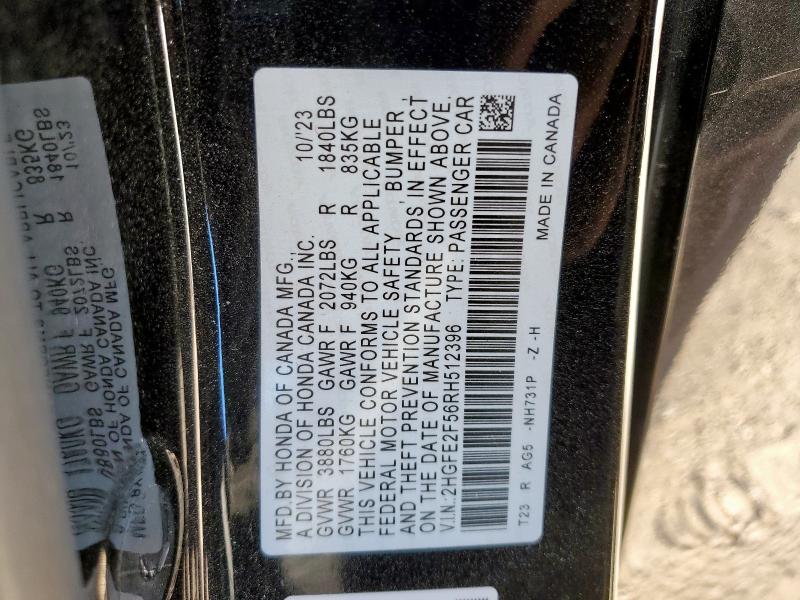 MFD.BY HONDA OF CANADA MFG., 10/'23
A DIVISION OF HONDA CANADA INC.
GVWR 3880LBS GAWR F 2072LBS R 1840LBS
GVWR 1760KG GAWR F 940KG R 835KG
THIS VEHICLE CONFORMS TO ALL APPLICABLE
FEDERAL MOTOR VEHICLE SAFETY, BUMPER,
AND THEFT PREVENTION STANDARDS IN EFFECT
ON THE DATE OF MANUFACTURE SHOWN ABOVE.
V.I.N.:2HGFE2F56RH512396 TYPE: PASSENGER CAR
T23 R AG5 -NH731P -Z -H
MADE IN CANADA